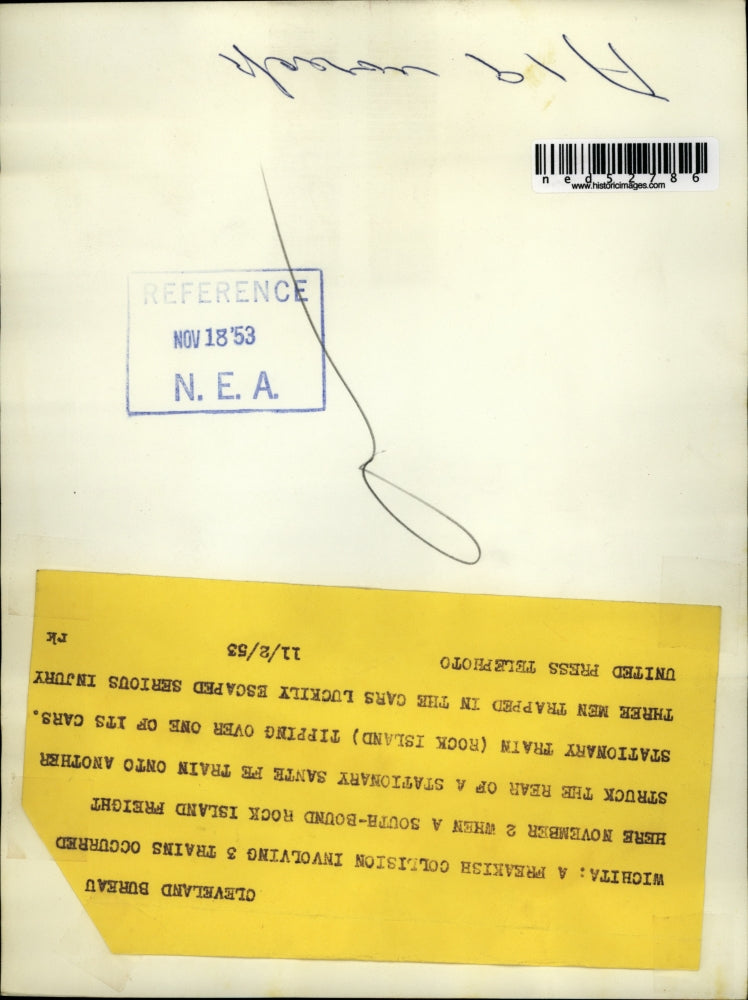 ned52786
www.historicimages.com
REFERENCE
NOV 18 '53
N. E. A.
CLEVELAND BUREAU
WICHITA: A FREAKISH COLLISION INVOLVING 3 TRAINS OCCURRED
HERE NOVEMBER 2 WHEN A SOUTH-BOUND ROCK ISLAND FREIGHT
STRUCK THE REAR OF A STATIONARY SANTE FE TRAIN ONTO ANOTHER
STATIONARY TRAIN (ROCK ISLAND) TIPPING OVER ONE OF ITS CARS.
THREE MEN TRAPPED IN THE CARS LUCKILY ESCAPED SERIOUS INJURY
UNITED PRESS TELEPHOTO 11/2/53 rk